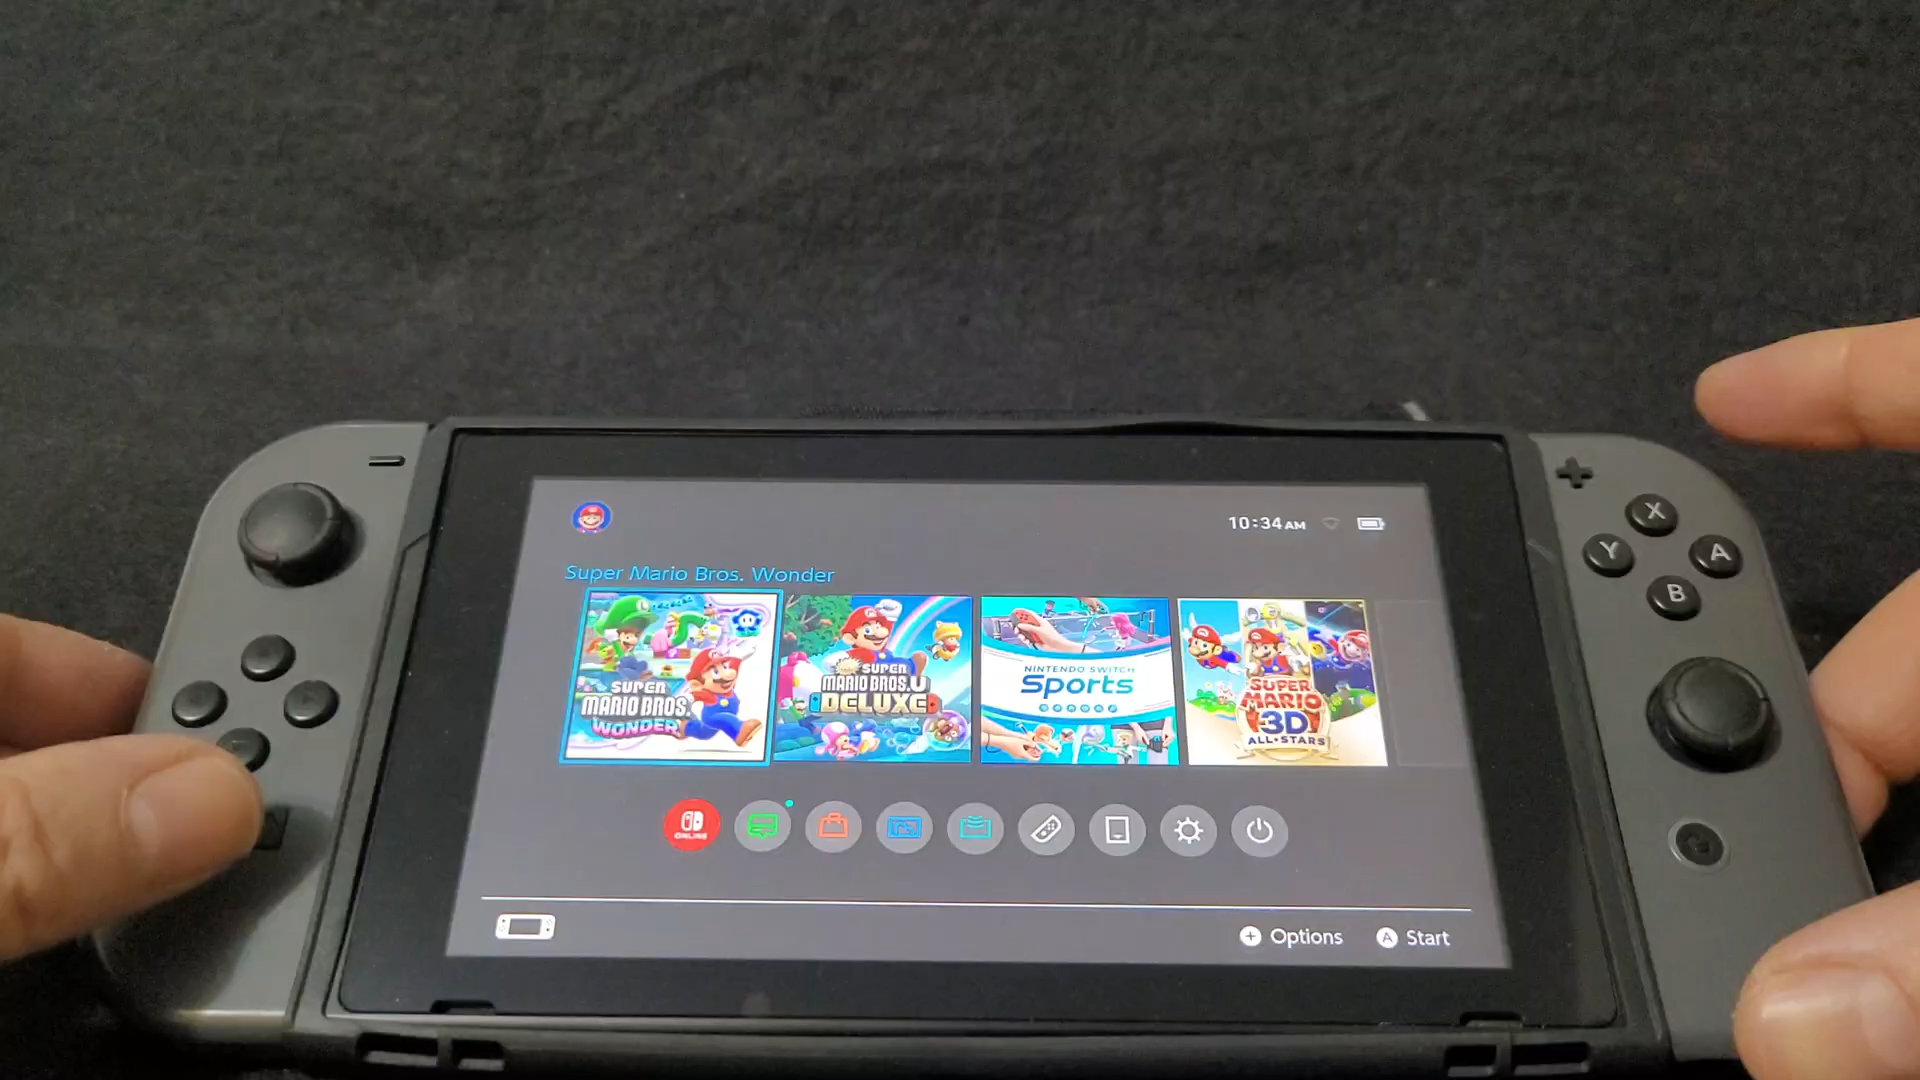 10:34 AM
Super Mario Bros. Wonder
SUPER
MARIO BROS.
WONDER
SUPER
MARIO BROS. U
DELUXE
NINTENDO SWITCH
Sports
SUPER
MARIO
3D
ALL-STARS
ONLINE
+ Options
A Start
X
Y
A
B